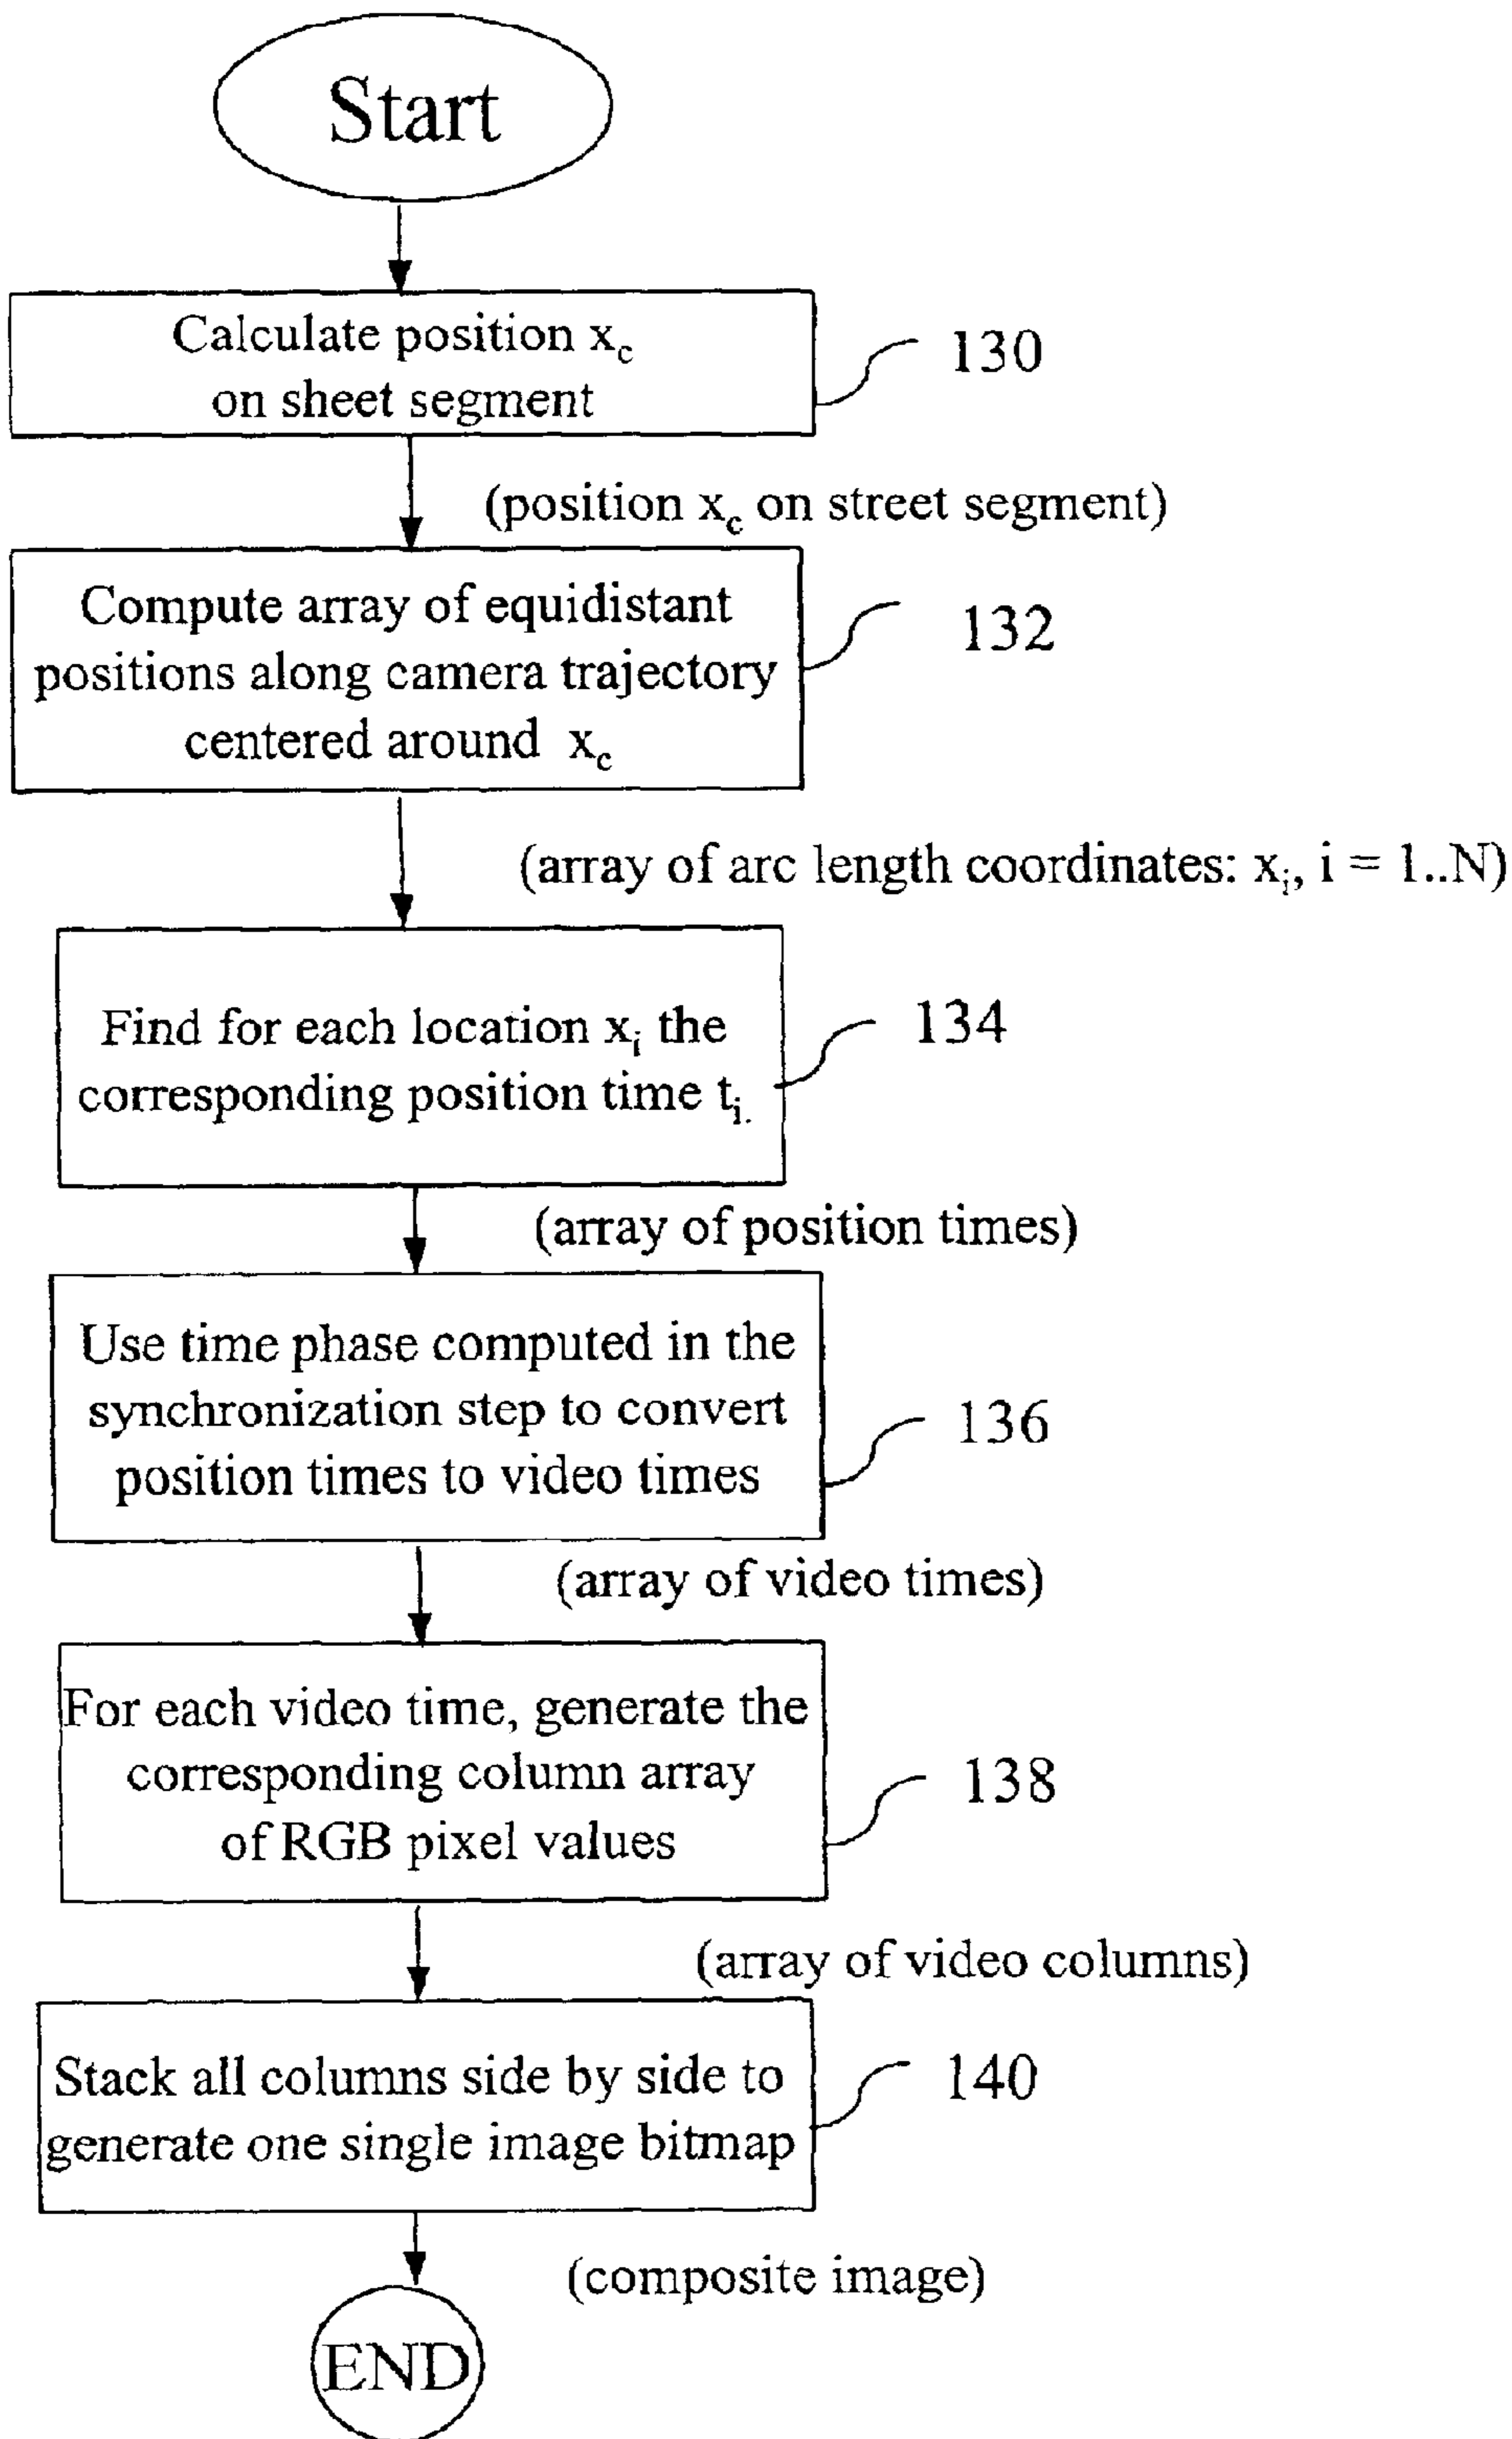 Start
Calculate position x_c
on sheet segment
130
(position x_c on street segment)
Compute array of equidistant
positions along camera trajectory
centered around x_c
132
(array of arc length coordinates: x_i, i = 1..N)
Find for each location x_i the
corresponding position time t_i.
134
(array of position times)
Use time phase computed in the
synchronization step to convert
position times to video times
136
(array of video times)
For each video time, generate the
corresponding column array
of RGB pixel values
138
(array of video columns)
Stack all columns side by side to
generate one single image bitmap
140
(composite image)
END